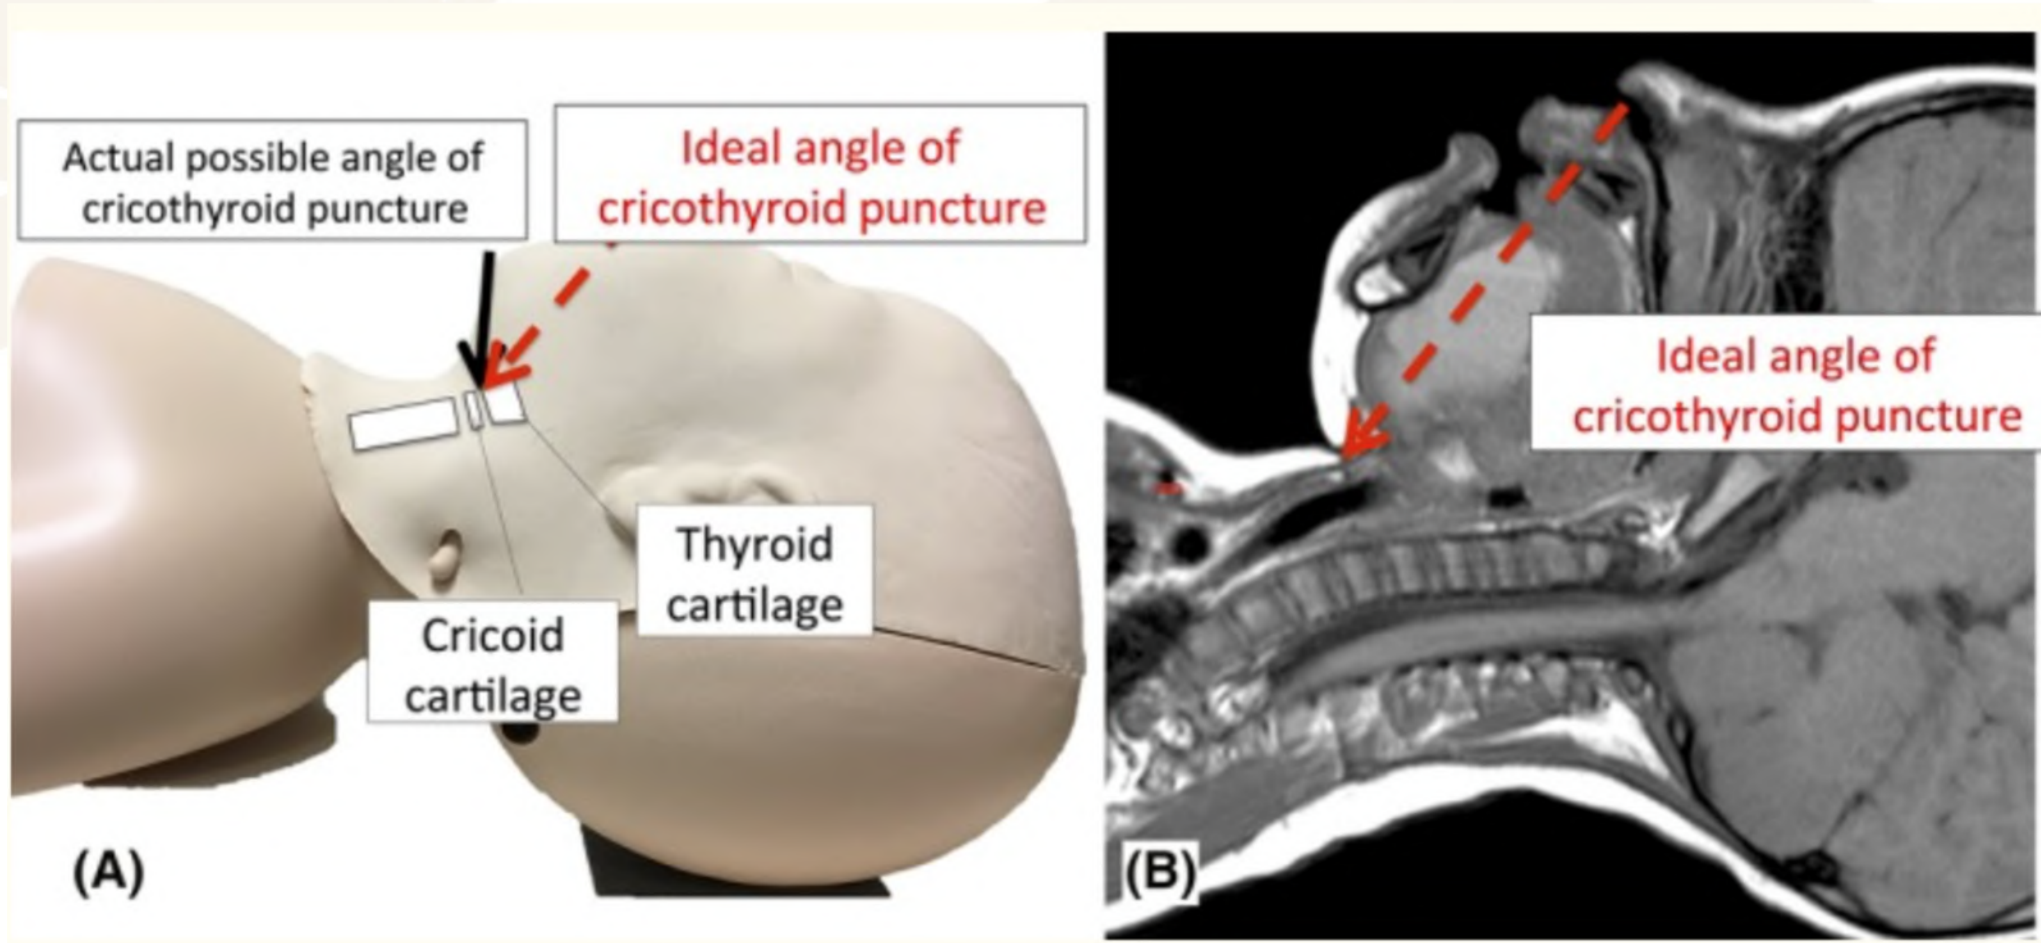 Actual possible angle of
cricothyroid puncture
Ideal angle of
cricothyroid puncture
Thyroid
cartilage
Cricoid
cartilage
(A)
Ideal angle of
cricothyroid puncture
(B)